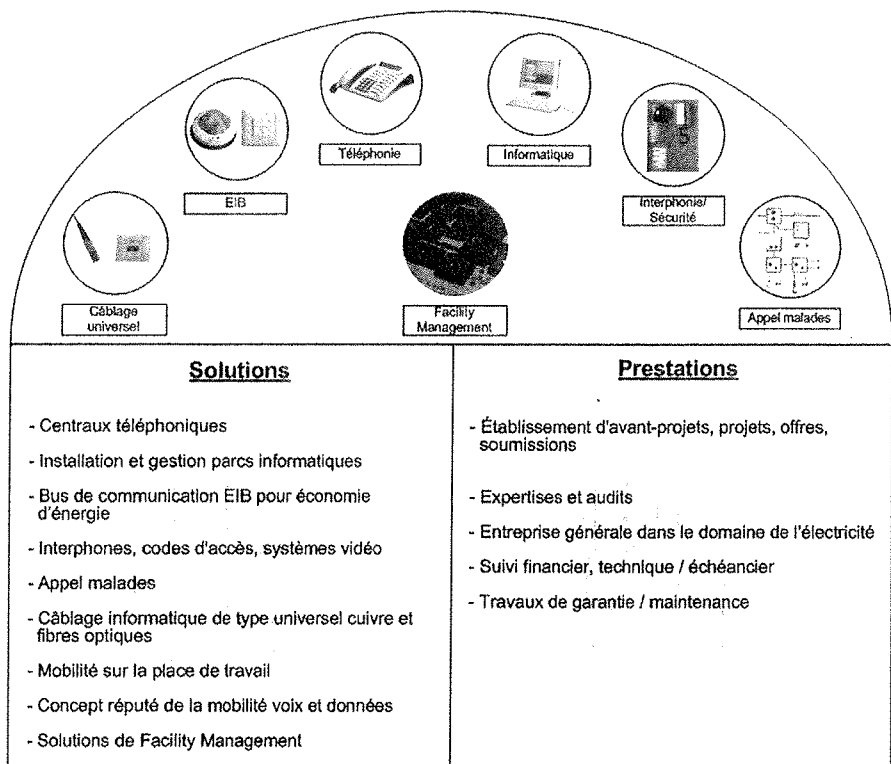 Téléphonie
Informatique
EIB
Interphonie/
Sécurité
Câblage
universel
Facility
Management
Appel malades
Solutions
- Centraux téléphoniques
- Installation et gestion parcs informatiques
- Bus de communication EIB pour économie
d'énergie
- Interphones, codes d'accès, systèmes vidéo
- Appel malades
- Câblage informatique de type universel cuivre et
fibres optiques
- Mobilité sur la place de travail
- Concept réputé de la mobilité voix et données
- Solutions de Facility Management
Prestations
- Établissement d'avant-projets, projets, offres,
soumissions
- Expertises et audits
- Entreprise générale dans le domaine de l'électricité
- Suivi financier, technique / échéancier
- Travaux de garantie / maintenance